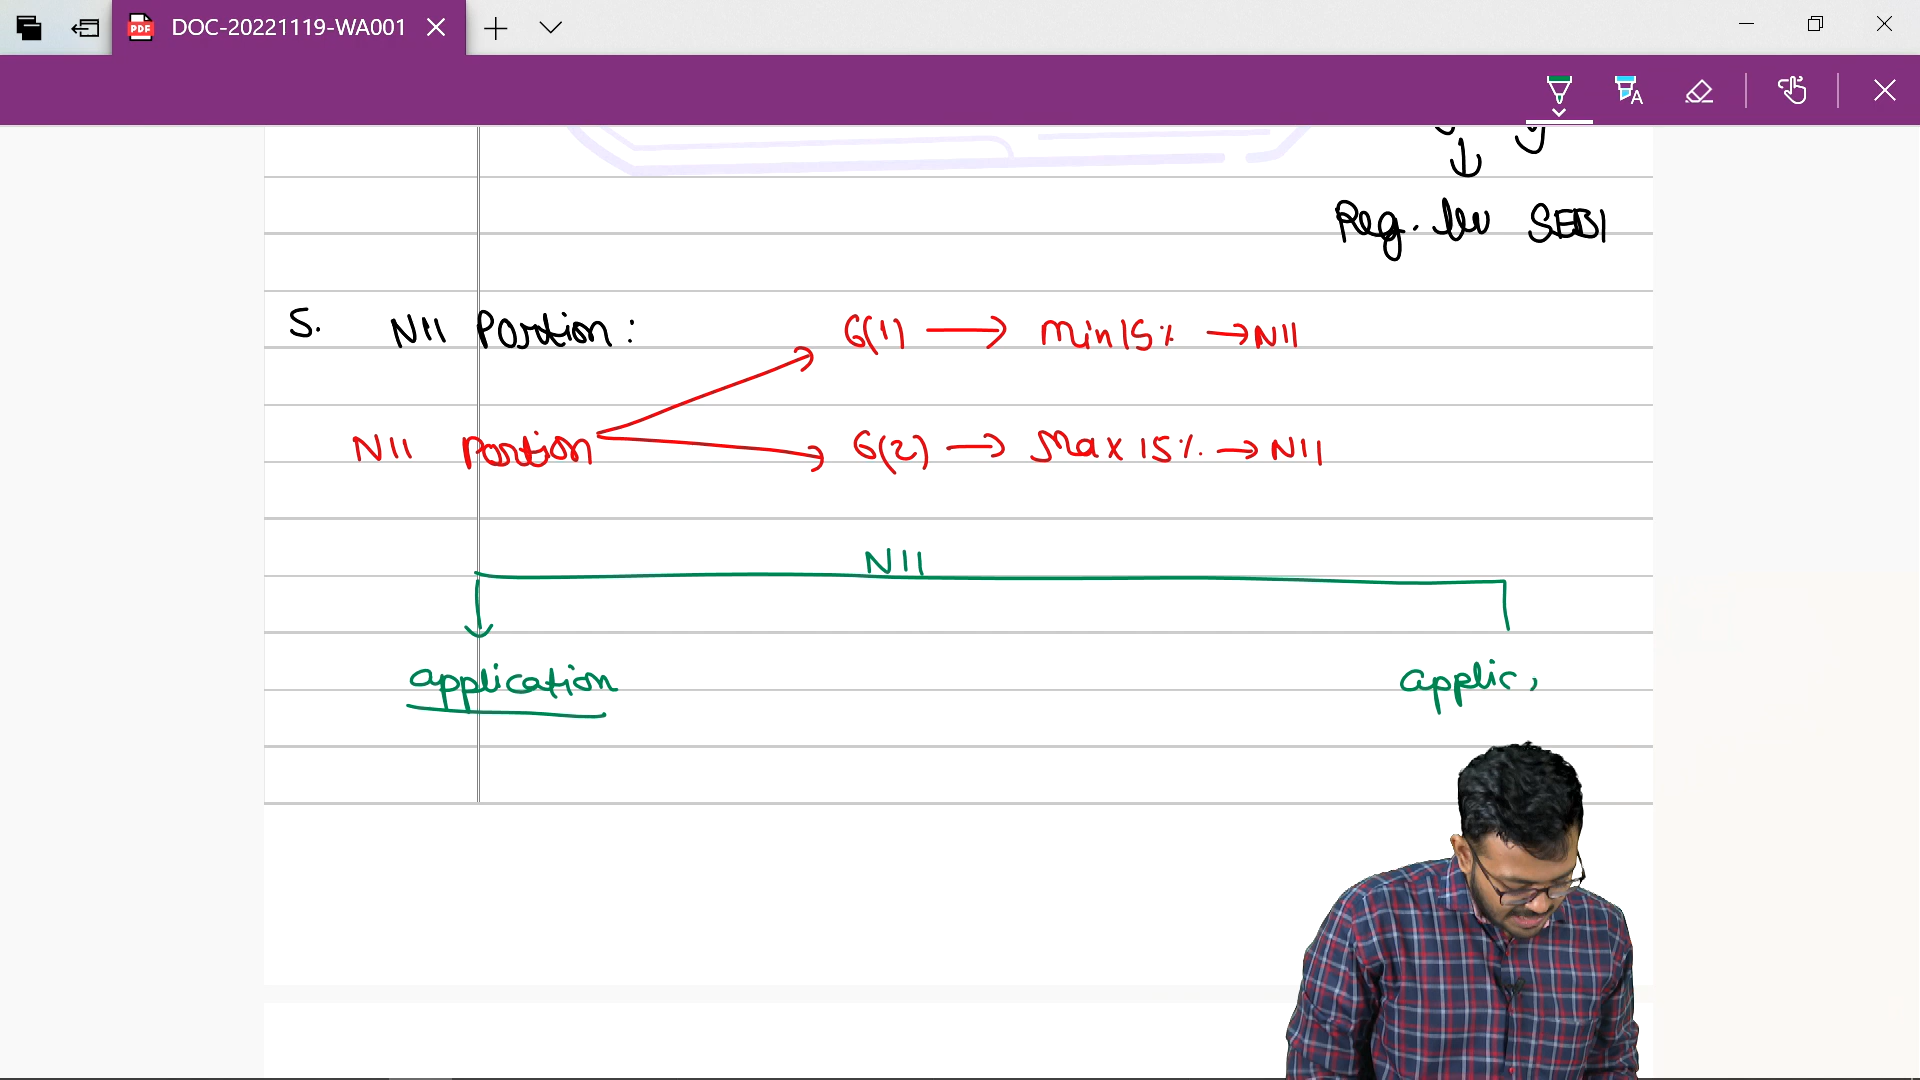 DOC-20221119-WA001
Reg. SEBI
5. NII Portion :
G(1) → Min 15% → NII
NII Portion
G(2) → Max 15% → NII
NII
application applic